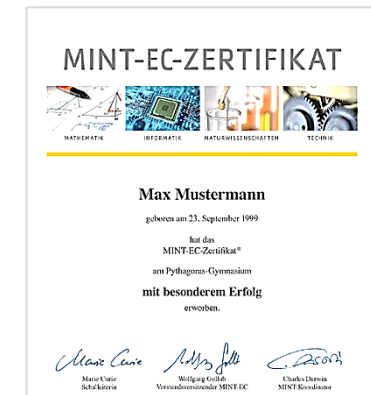 MINT-EC-ZERTIFIKAT
MATHEMATIK INFORMATIK NATURWISSENSCHAFTEN TECHNIK
Max Mustermann
geboren am 23. September 1999
hat das
MINT-EC-Zertifikat®
am Pythagoras-Gymnasium
mit besonderem Erfolg
erworben.
Marie Curie
Marie Curie Wolfgang Gollub Charles Darwin
Schulleiterin Vorstandsvorsitzender MINT-EC MINT-Koordinator